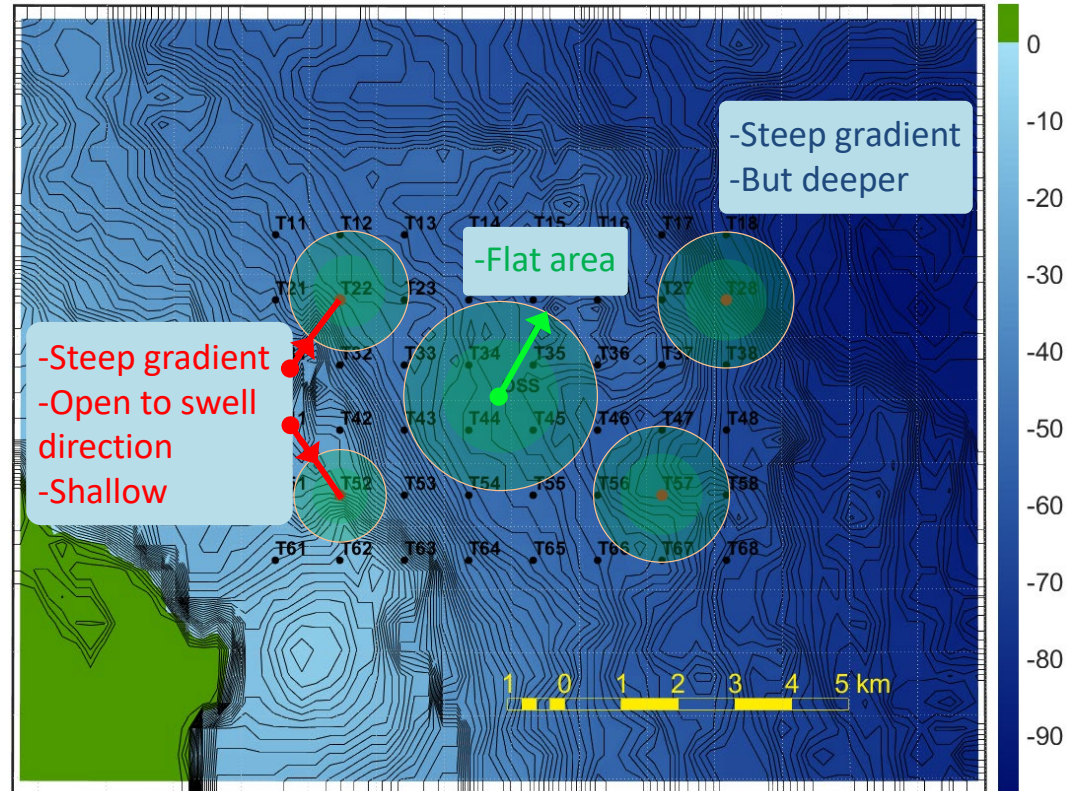 0
-10
-20
-30
-40
-50
-60
-70
-80
-90
-Steep gradient
-But deeper
T11 T12 T13 T14 T15 T16 T17 T18
-Flat area
T21 T22 T23 T27 T28
-Steep gradient
-Open to swell
direction
-Shallow
T32 T33 T34 T35 T36 T37 T38
OSS
1 T42 T43 T44 T45 T46 T47 T48
51 T52 T53 T54 T55 T56 T57 T58
T61 T62 T63 T64 T65 T66 T67 T68
1 0 1 2 3 4 5 km